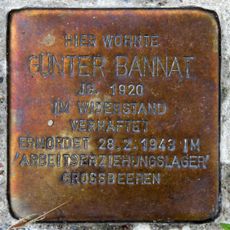 HIER WOHNTE
GÜNTER BANNAT
JG. 1920
IM WIDERSTAND
VERHAFTET
ERMORDET 28.2.1943 IM
"ARBEITSERZIEHUNGSLAGER"
GROSSBEEREN